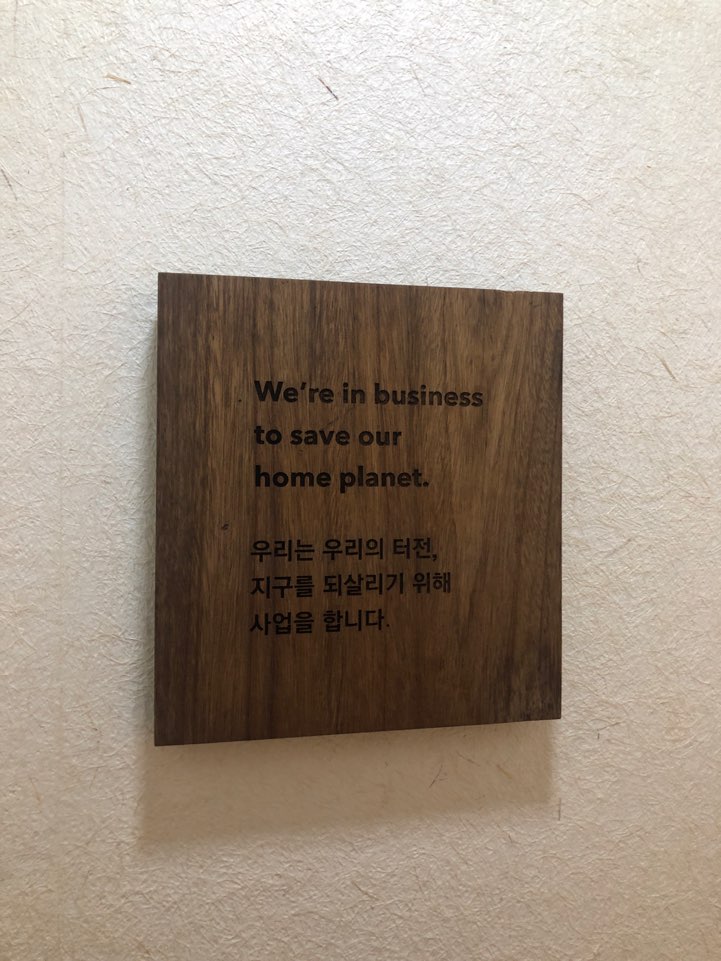 We're in business
to save our
home planet.
우리는 우리의 터전,
지구를 되살리기 위해
사업을 합니다.